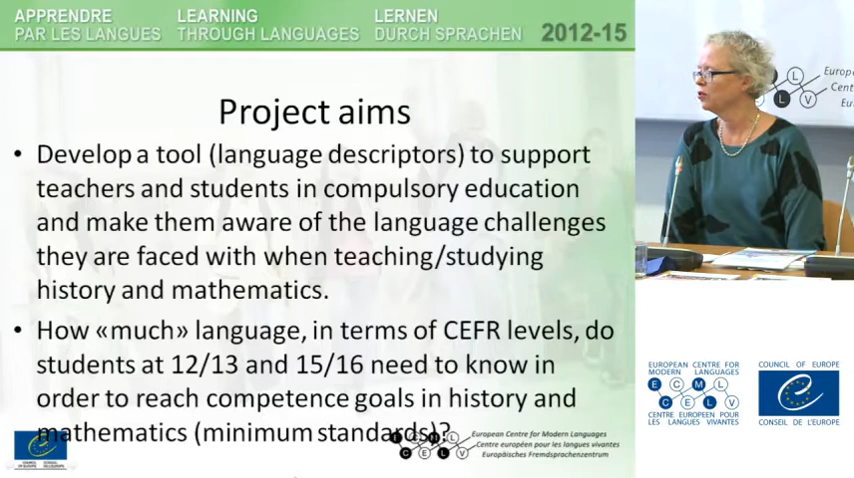 APPRENDRE
PAR LES LANGUES
LEARNING
THROUGH LANGUAGES
LERNEN
DURCH SPRACHEN
2012-15
Project aims
• Develop a tool (language descriptors) to support
teachers and students in compulsory education
and make them aware of the language challenges
they are faced with when teaching/studying
history and mathematics.
• How «much» language, in terms of CEFR levels, do
students at 12/13 and 15/16 need to know in
order to reach competence goals in history and
mathematics (minimum standards)?
European Centre for Modern Languages
Centre européen pour les langues vivantes
Europäisches Fremdsprachenzentrum
C E L V
L
L V
Europe
Cent
Eu
EUROPEAN CENTRE FOR
MODERN LANGUAGES
E C M L
C E L V
CENTRE EUROPEEN POUR
LES LANGUES VIVANTES
COUNCIL OF EUROPE
CONSEIL DE L'EUROPE